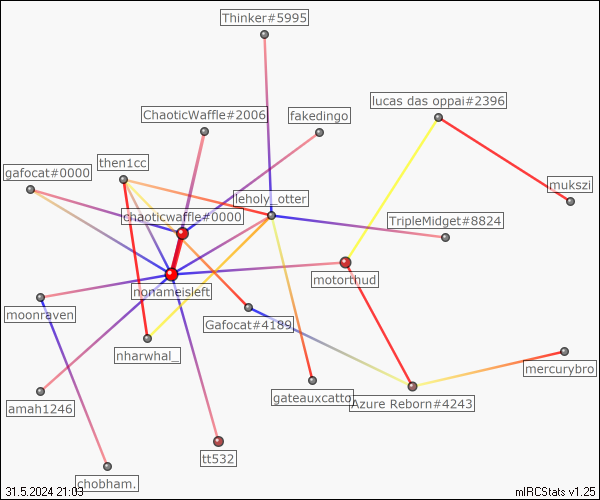 Thinker#5995
lucas das oppai#2396
ChaoticWaffle#2006
fakedingo
then1cc
gafocat#0000
mukszi
leholy_otter
chaoticwaffle#0000
TripleMidget#8824
motorthud
nonameisleft
moonraven
Gafocat#4189
nharwhal_
mercurybro
gateauxcatto
Azure Reborn#4243
amah1246
tt532
chobham.
31.5.2024 21:03
mIRCStats v1.25